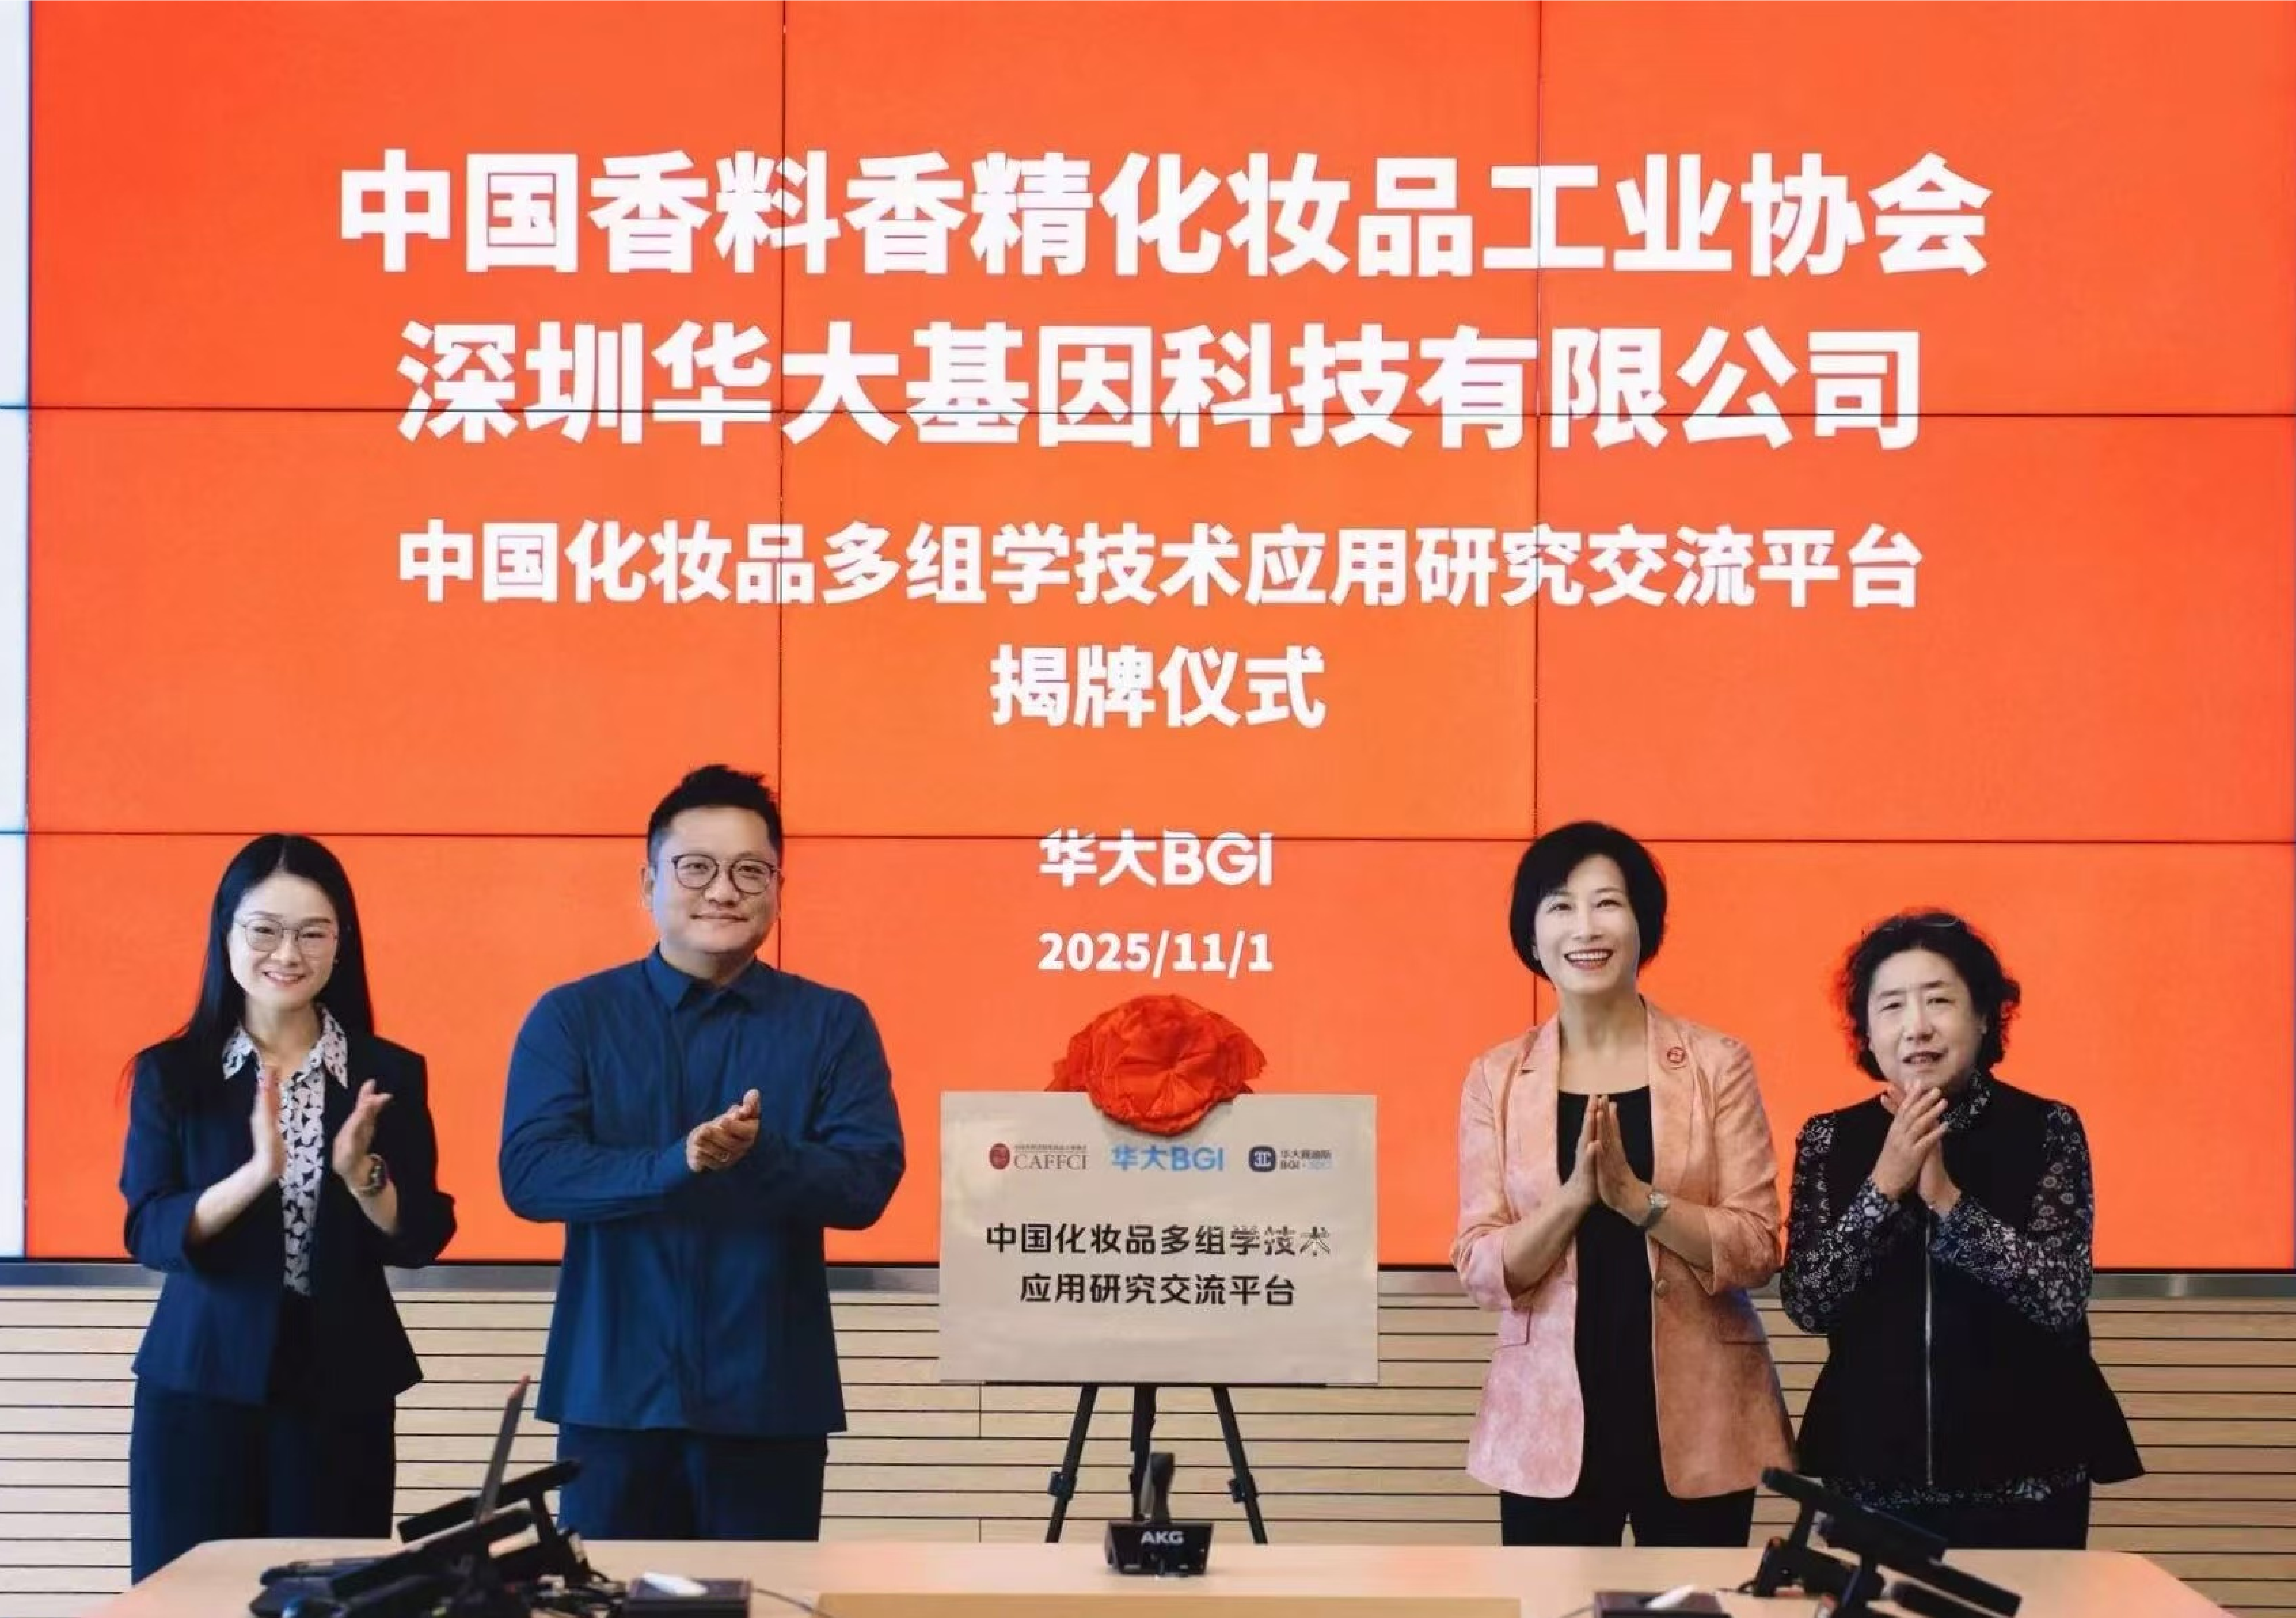 中国香料香精化妆品工业协会
深圳华大基因科技有限公司
中国化妆品多组学技术应用研究交流平台
揭牌仪式
华大BGI
2025/11/1
CAFFCI
华大BGI
BGI
中国化妆品多组学技术
应用研究交流平台
AKG